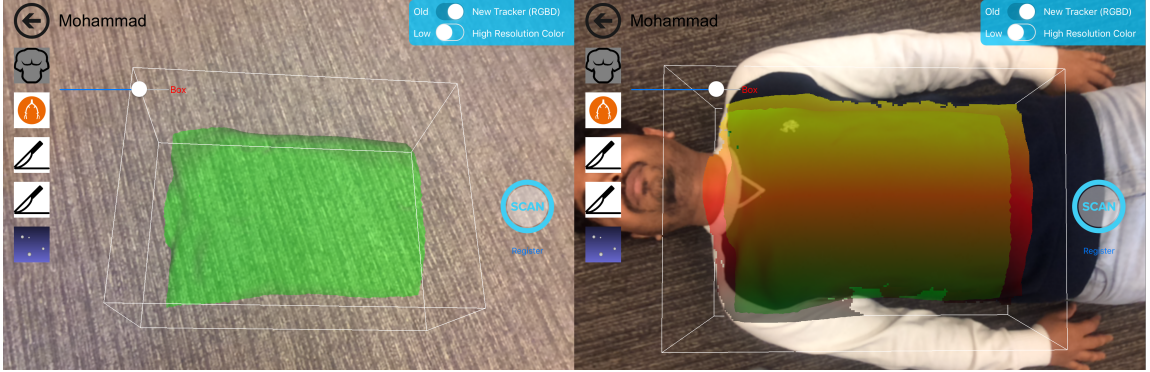 Mohammad
Old New Tracker (RGBD)
Low High Resolution Color
Box
SCAN
Register
Mohammad
Old New Tracker (RGBD)
Low High Resolution Color
Box
SCAN
Register